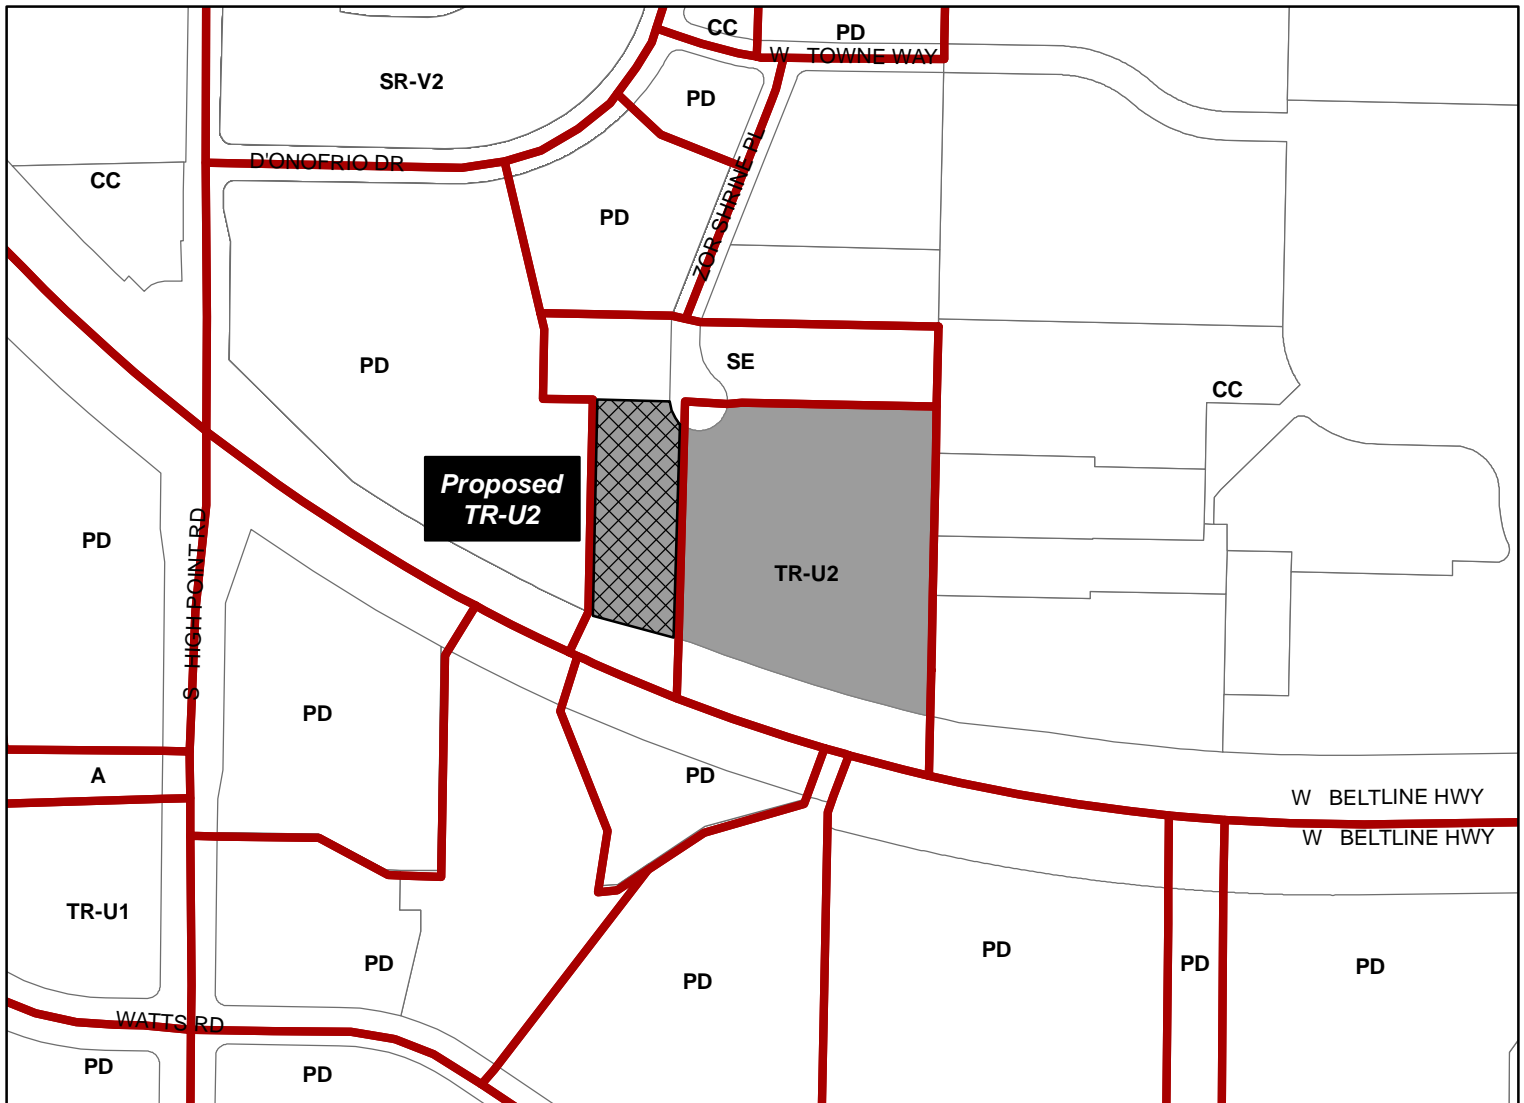 CC
PD
W TOWNE WAY
SR-V2
PD
D'ONOFRIO DR
CC
ZOR SHRINE PL
PD
PD
SE
CC
Proposed
TR-U2
PD
S HIGH POINT RD
TR-U2
PD
PD
A
W BELTLINE HWY
W BELTLINE HWY
TR-U1
PD
PD
PD
PD
PD
WATTS RD
PD
PD